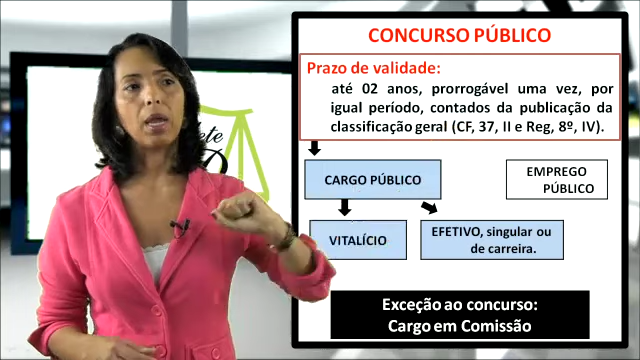 CONCURSO PÚBLICO
Prazo de validade:
até 02 anos, prorrogável uma vez, por
igual período, contados da publicação da
classificação geral (CF, 37, II e Reg, 8º, IV).
CARGO PÚBLICO
EMPREGO
PÚBLICO
VITALÍCIO
EFETIVO, singular ou
de carreira.
Exceção ao concurso:
Cargo em Comissão